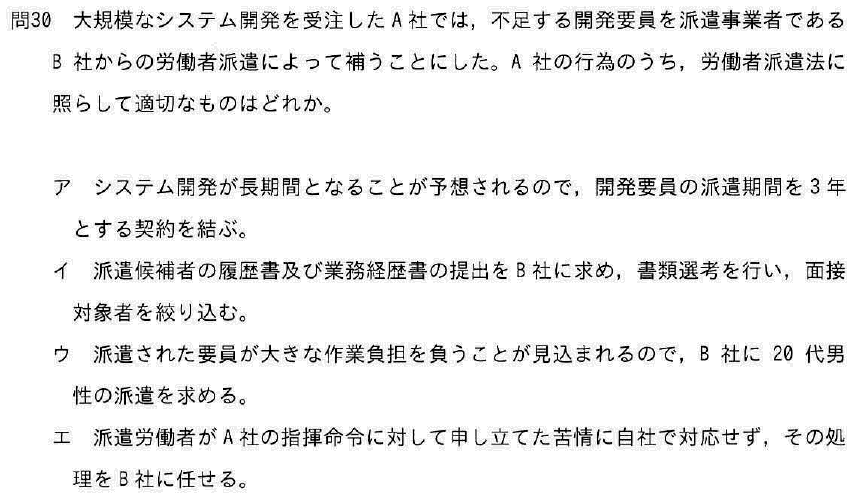 問30 大規模なシステム開発を受注したA社では，不足する開発要員を派遣事業者である
B 社からの労働者派遣によって補うことにした。A 社の行為のうち，労働者派遣法に
照らして適切なものはどれか。
ア システム開発が長期間となることが予想されるので，開発要員の派遣期間を3年
とする契約を結ぶ。
イ 派遣候補者の履歴書及び業務経歴書の提出をB社に求め，書類選考を行い，面接
対象者を絞り込む。
ウ 派遣された要員が大きな作業負担を負うことが見込まれるので，B 社に 20 代男
性の派遣を求める。
エ 派遣労働者がA社の指揮命令に対して申し立てた苦情に自社で対応せず，その処
理をB社に任せる。